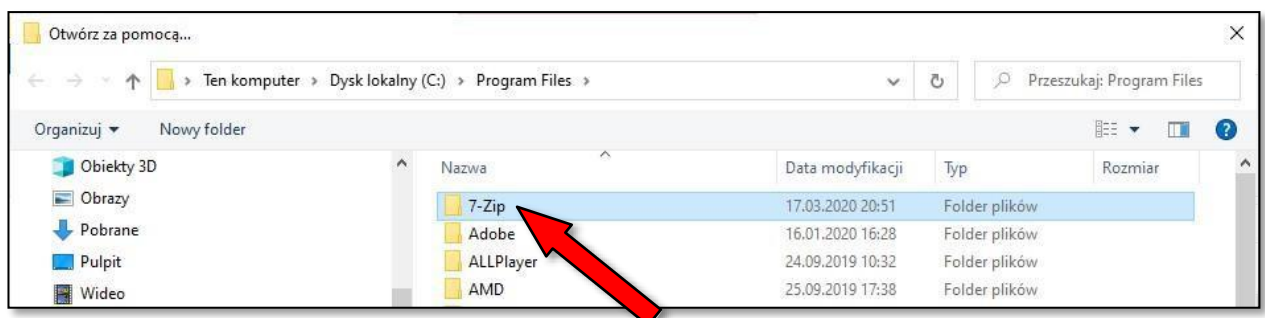 Otwórz za pomocą...
Ten komputer > Dysk lokalny (C:) > Program Files >
Przeszukaj: Program Files
Organizuj
Nowy folder
Obiekty 3D
Obrazy
Pobrane
Pulpit
Wideo
Nazwa Data modyfikacji Typ Rozmiar
7-Zip 17.03.2020 20:51 Folder plików
Adobe 16.01.2020 16:28 Folder plików
ALLPlayer 24.09.2019 10:32 Folder plików
AMD 25.09.2019 17:38 Folder plików